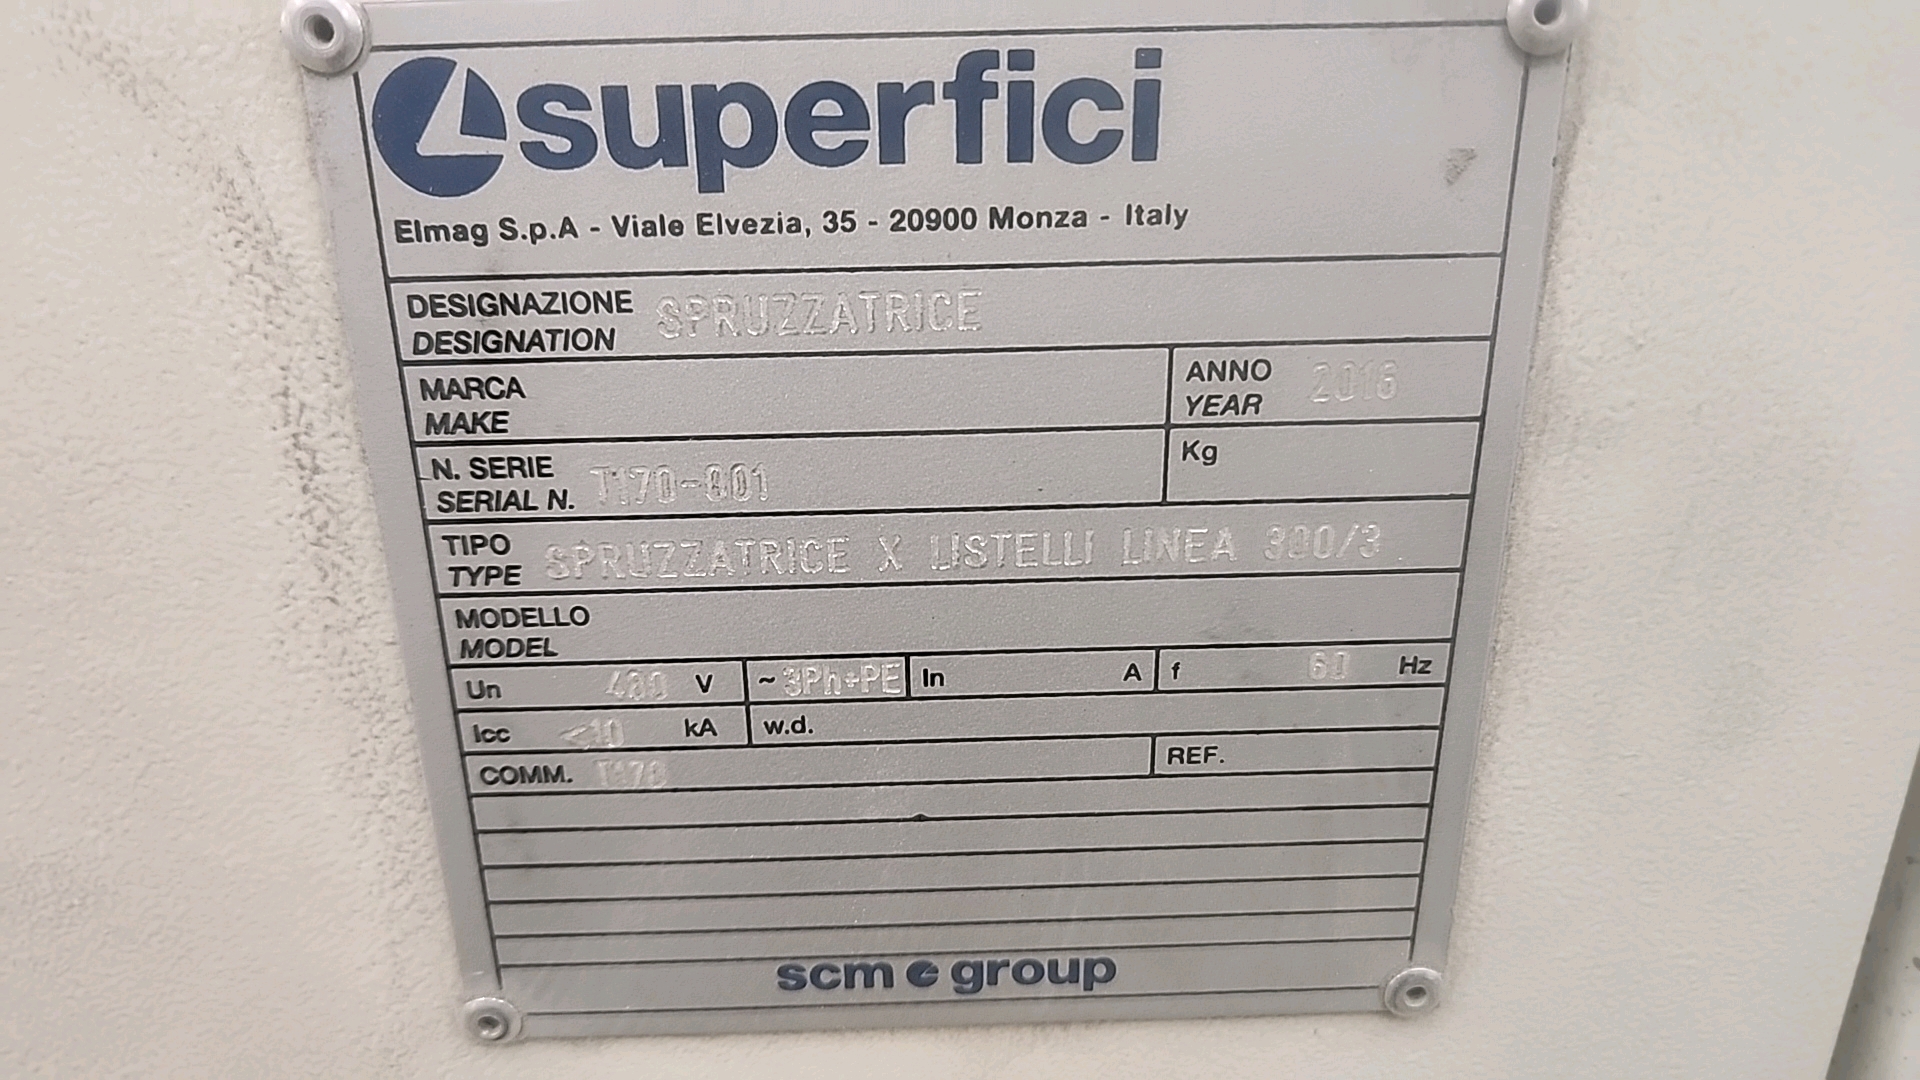 superfici
Elmag S.p.A - Viale Elvezia, 35 - 20900 Monza - Italy
DESIGNAZIONE
DESIGNATION SPRUZZATRICE
MARCA
MAKE
ANNO
YEAR 2016
N. SERIE
SERIAL N. T170-001
Kg
TIPO
TYPE SPRUZZATRICE X LISTELLI LINEA 300/3
MODELLO
MODEL
Un 480 V ~ 3Ph+PE In A f 60 Hz
Icc <10 kA w.d.
COMM. T170 REF.
scm group